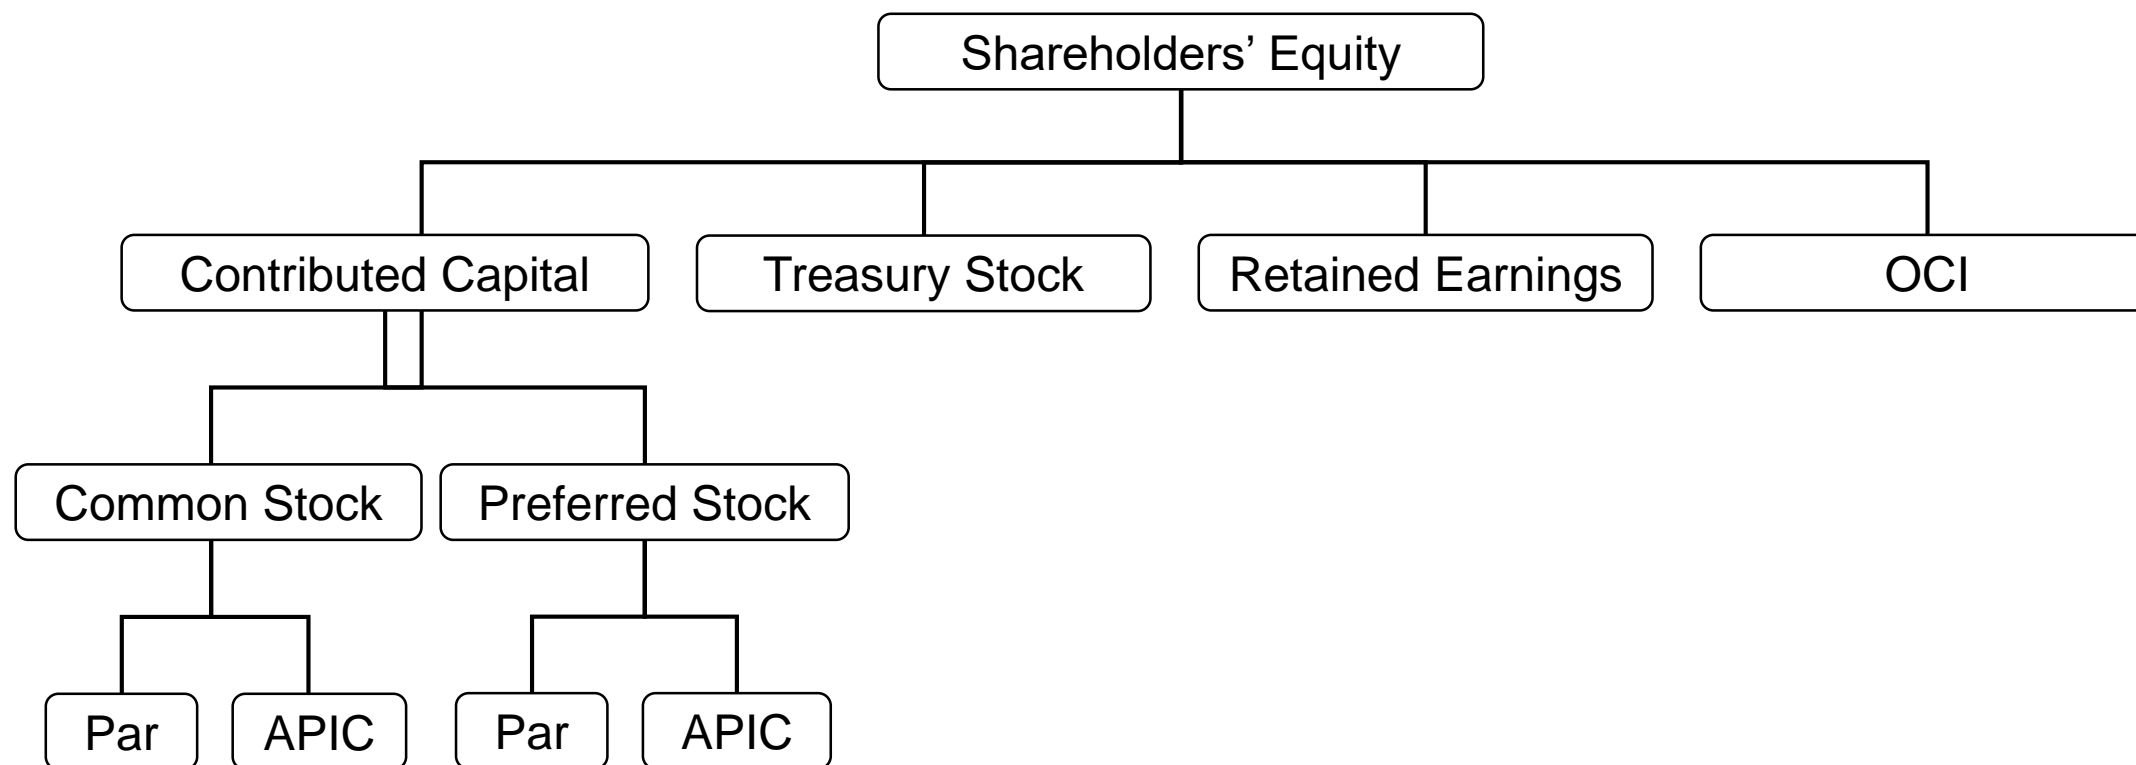 Shareholders’ Equity
Contributed Capital
Treasury Stock
Retained Earnings
OCI
Common Stock
Preferred Stock
Par
APIC
Par
APIC